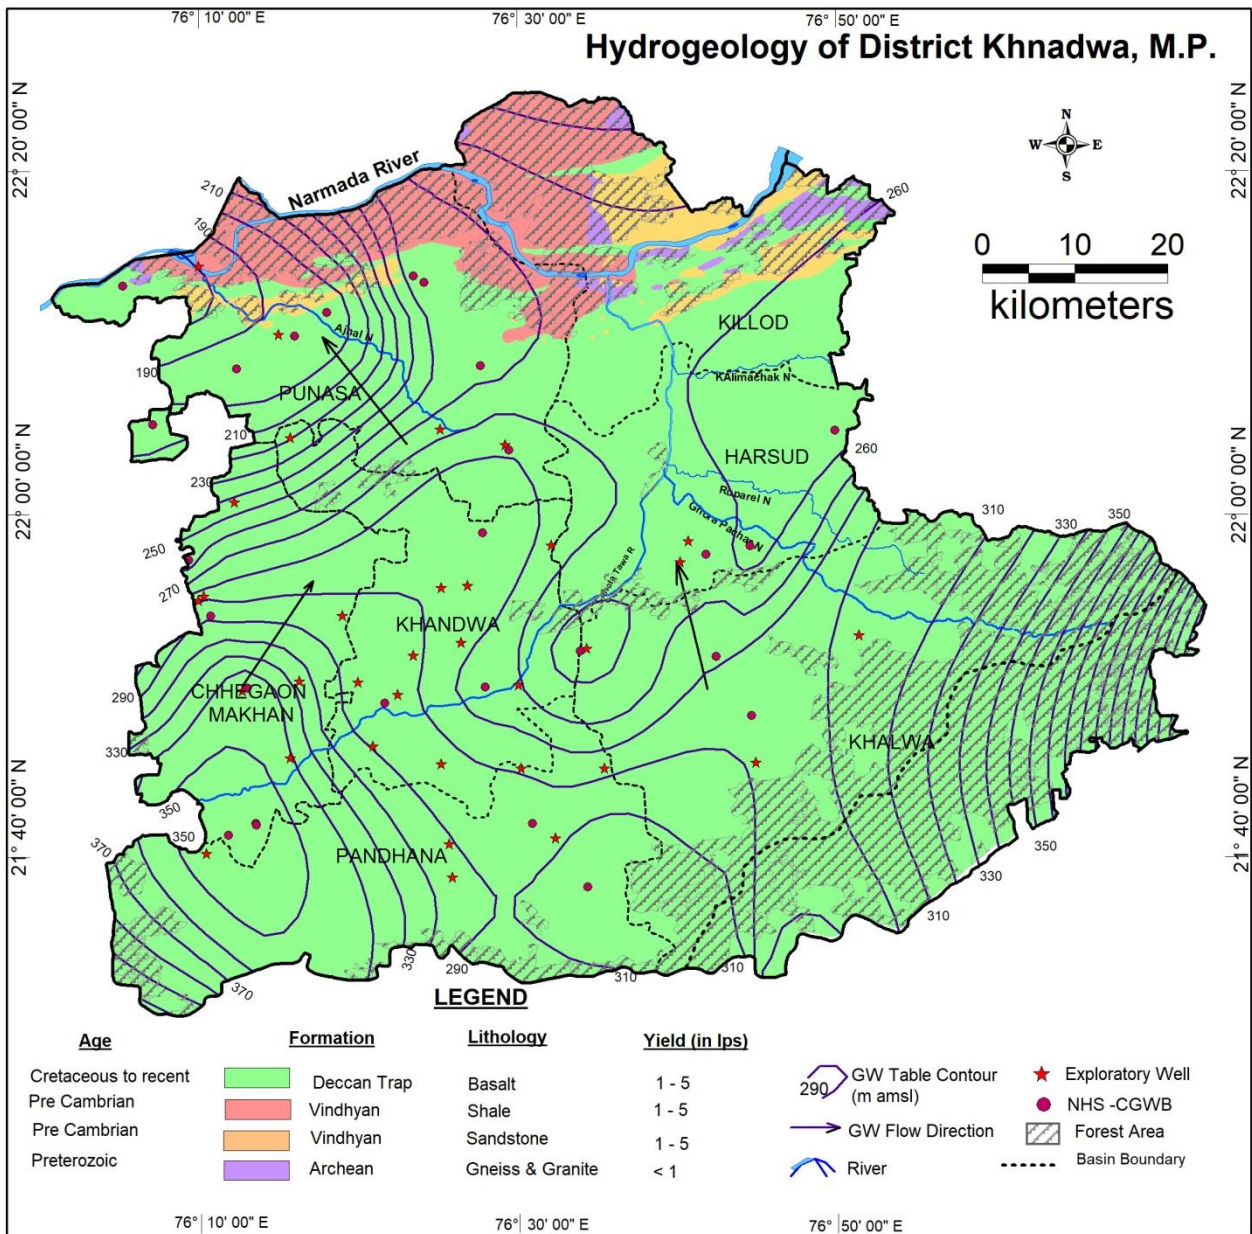 76° 10' 00" E
76° 30' 00" E
76° 50' 00" E
Hydrogeology of District Khnadwa, M.P.
22° 20' 00" N
22° 20' 00" N
N
W E
S
Narmada River
210
190
260
0 10 20
kilometers
KILLOD
Ajnal N
KAlimachak N
190
PUNASA
210
HARSUD
260
230
Ruparel N
22° 00' 00" N
22° 00' 00" N
Ghora Pachar N
310
330
350
250
270
Chota Tawa R
KHANDWA
290
CHHEGAON
MAKHAN
330
KHALWA
350
350
21° 40' 00" N
21° 40' 00" N
370
PANDHANA
350
330
310
330
290
310
310
370
LEGEND
Age Formation Lithology Yield (in lps)
Cretaceous to recent Deccan Trap Basalt 1 - 5
Pre Cambrian Vindhyan Shale 1 - 5
Pre Cambrian Vindhyan Sandstone 1 - 5
Preterozoic Archean Gneiss & Granite < 1
290 GW Table Contour
(m amsl)
GW Flow Direction
River
Exploratory Well
NHS -CGWB
Forest Area
Basin Boundary
76° 10' 00" E
76° 30' 00" E
76° 50' 00" E